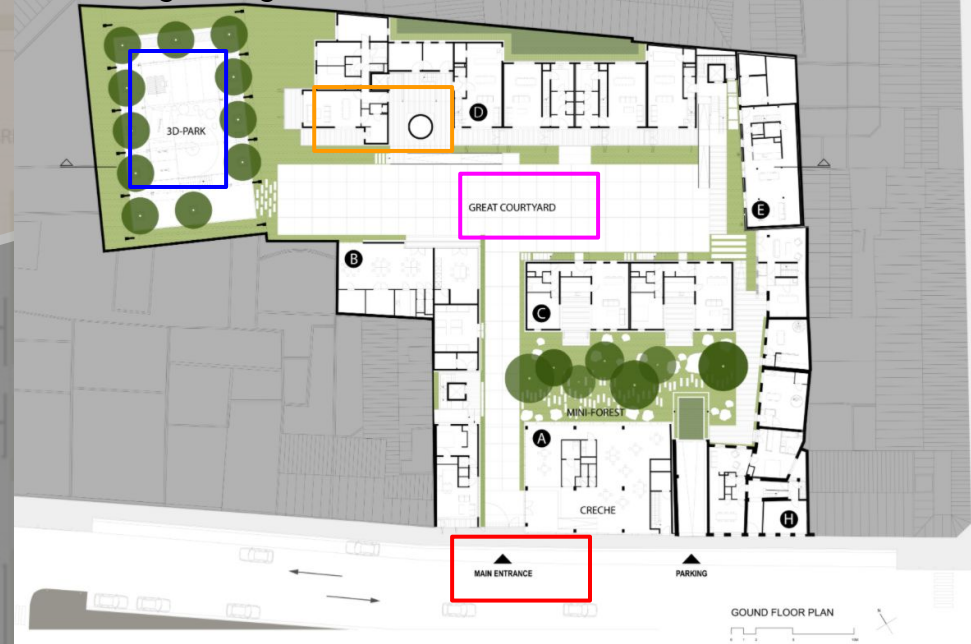 3D-PARK
D
GREAT COURTYARD
E
B
C
MINI-FOREST
A
CRECHE
H
MAIN ENTRANCE
PARKING
GOUND FLOOR PLAN